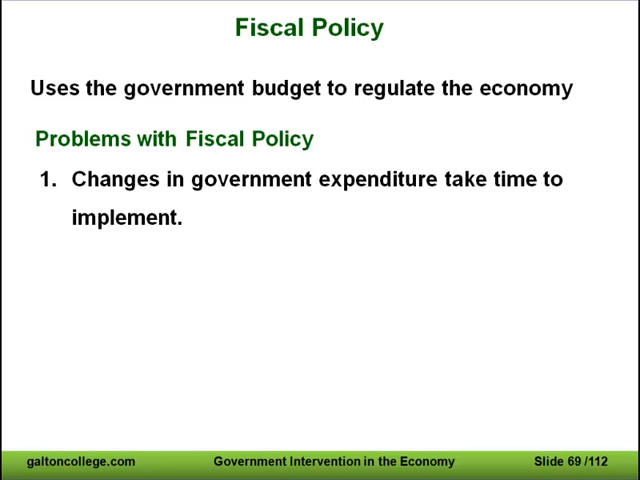 Fiscal Policy
Uses the government budget to regulate the economy
Problems with Fiscal Policy
1. Changes in government expenditure take time to
implement.
galtoncollege.com Government Intervention in the Economy Slide 69 /112